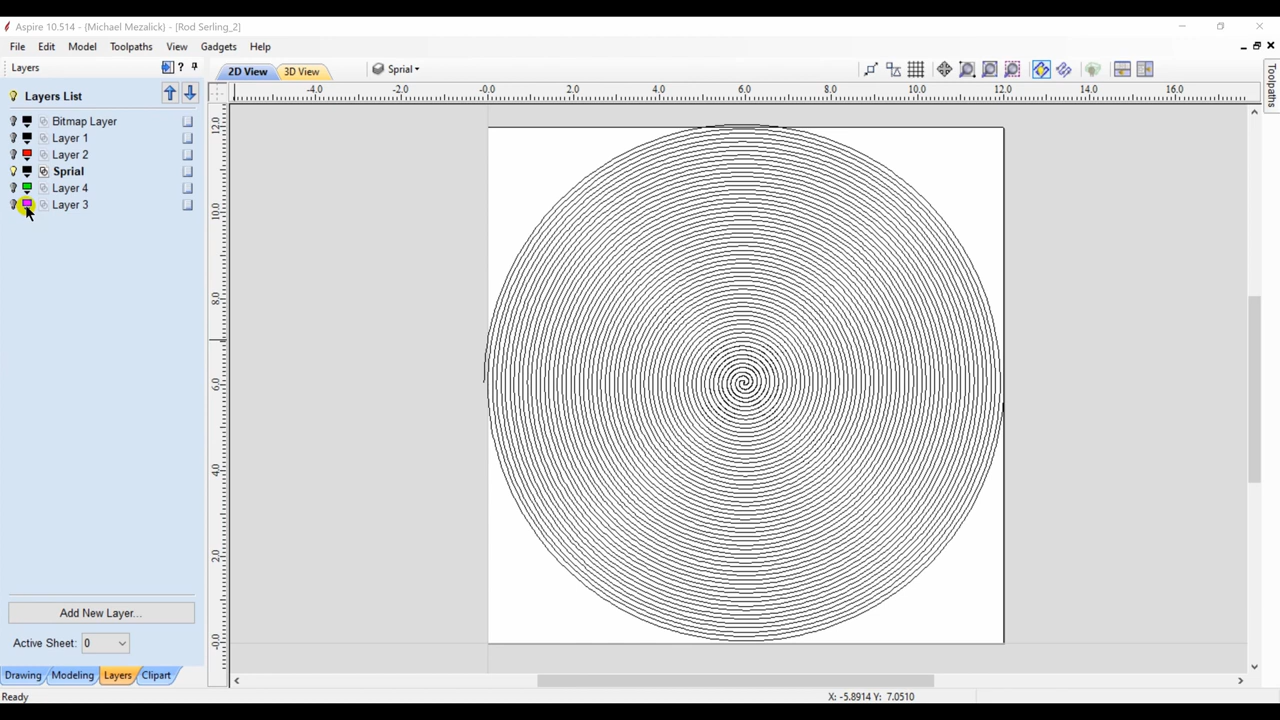 Aspire 10.514 - {Michael Mezalick} - [Rod Serling_2]
File Edit Model Toolpaths View Gadgets Help
Layers ?
2D View 3D View Sprial
Toolpaths
Layers List
-4.0 -2.0 -0.0 2.0 4.0 6.0 8.0 10.0 12.0 14.0 16.0
Bitmap Layer
Layer 1
Layer 2
Sprial
Layer 4
Layer 3
12.0
10.0
8.0
6.0
4.0
2.0
-0.0
Add New Layer...
Active Sheet: 0
Drawing Modeling Layers Clipart
Ready X: -5.8914 Y: 7.0510